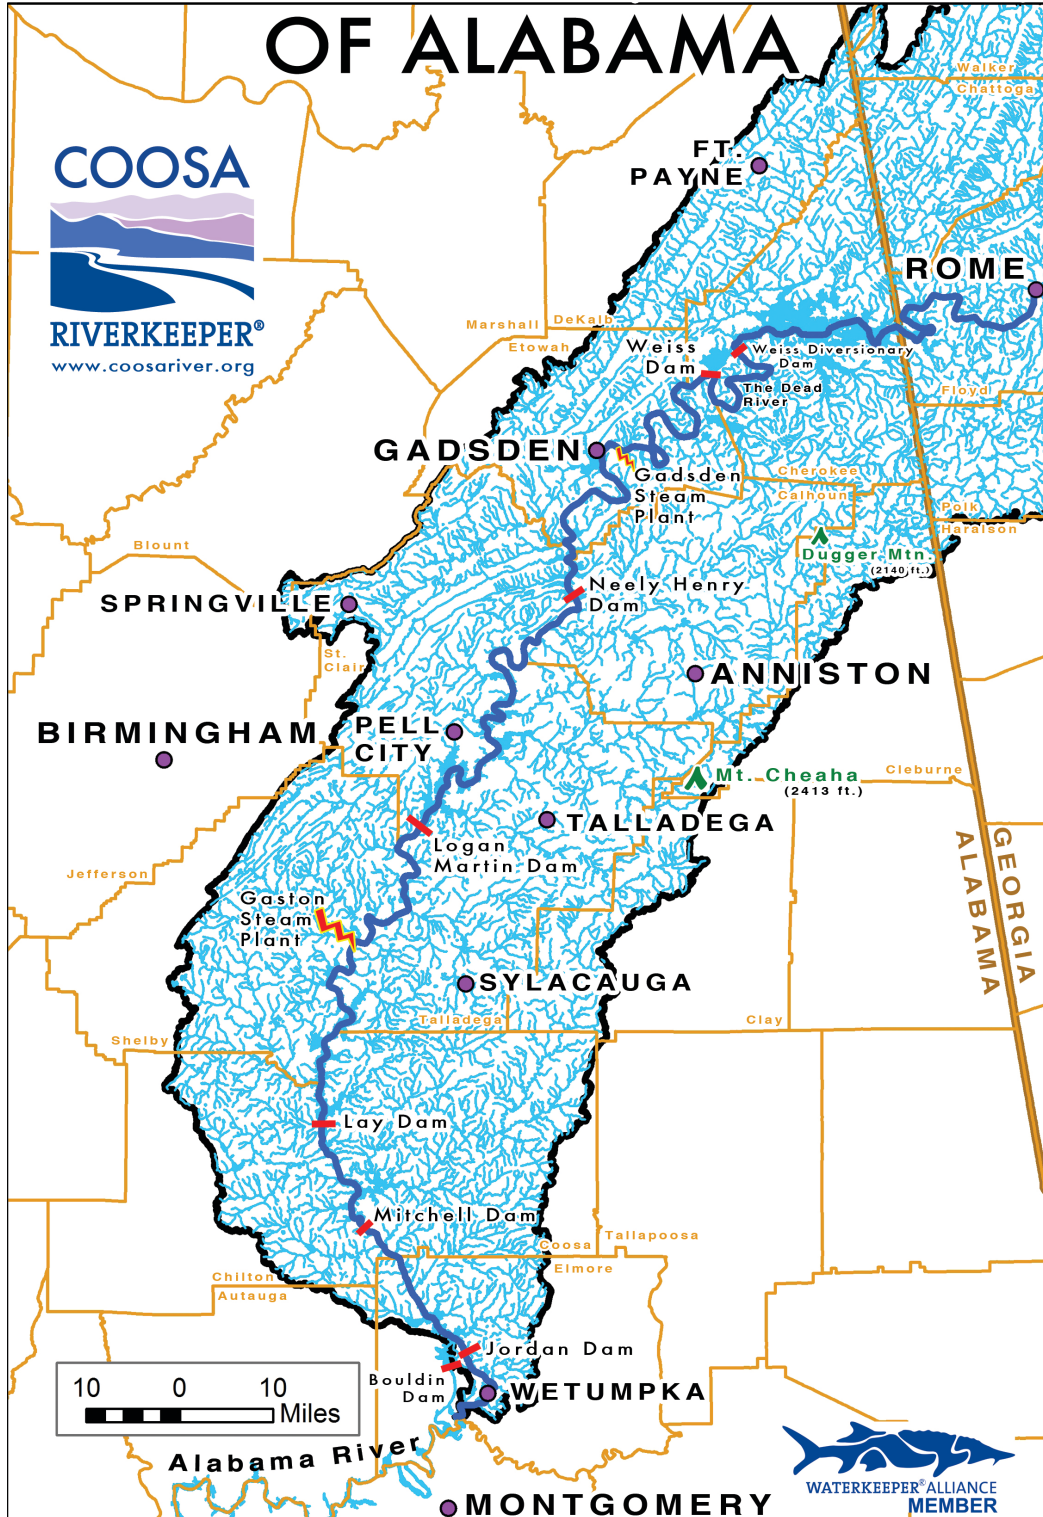 OF ALABAMA
Walker
Chattoga
COOSA
RIVERKEEPER®
www.coosariver.org
FT.
PAYNE
ROME
Marshall
DeKalb
Etowah
Weiss
Dam
Weiss Diversionary
Dam
The Dead
River
Floyd
GADSDEN
Gadsden
Steam
Plant
Cherokee
Calhoun
Polk
Haralson
Dugger Mtn.
(2140 ft.)
Blount
Neely Henry
Dam
SPRINGVILLE
St.
Clair
ANNISTON
BIRMINGHAM
PELL
CITY
Mt. Cheaha
(2413 ft.)
Cleburne
TALLADEGA
Logan
Martin Dam
GEORGIA
ALABAMA
Jefferson
Gaston
Steam
Plant
SYLACAUGA
Talladega
Clay
Shelby
Lay Dam
Mitchell Dam
Coosa
Tallapoosa
Elmore
Chilton
Autauga
Jordan Dam
Bouldin
Dam
WETUMPKA
10 0 10
Miles
Alabama River
MONTGOMERY
WATERKEEPER® ALLIANCE
MEMBER